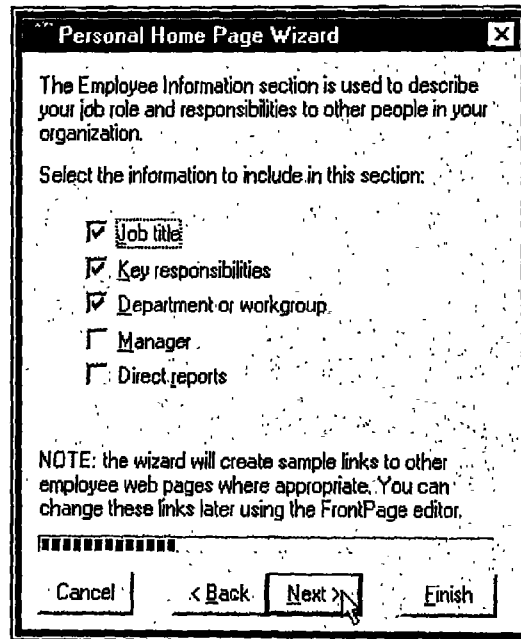 Personal Home Page Wizard
The Employee Information section is used to describe
your job role and responsibilities to other people in your
organization.
Select the information to include in this section:
Job title
Key responsibilities
Department or workgroup
Manager
Direct reports
NOTE: the wizard will create sample links to other
employee web pages where appropriate. You can
change these links later using the FrontPage editor.
Cancel < Back Next > Finish